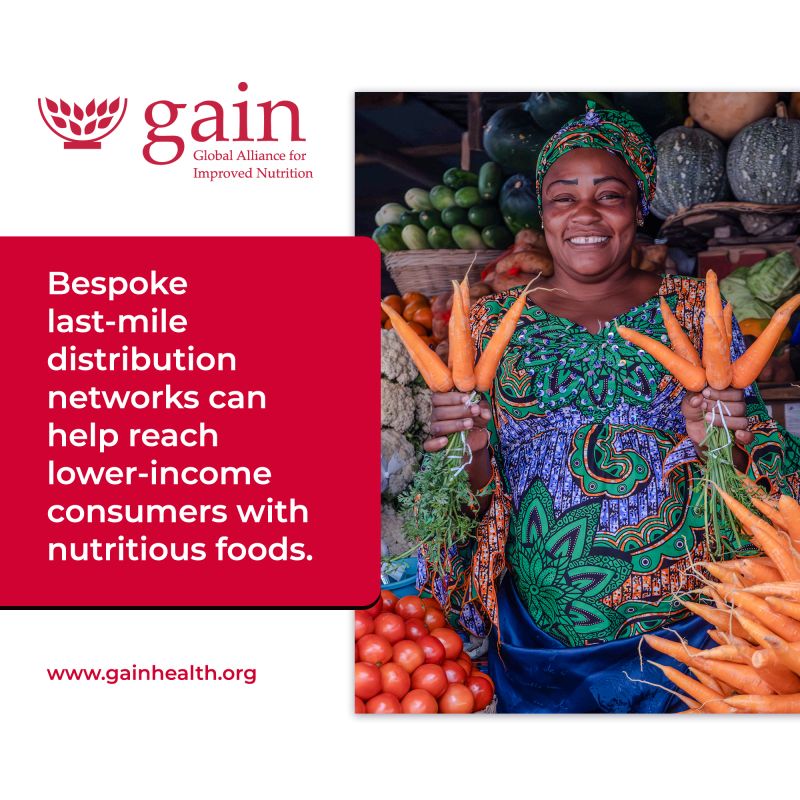 gain
Global Alliance for
Improved Nutrition
Bespoke
last-mile
distribution
networks can
help reach
lower-income
consumers with
nutritious foods.
www.gainhealth.org